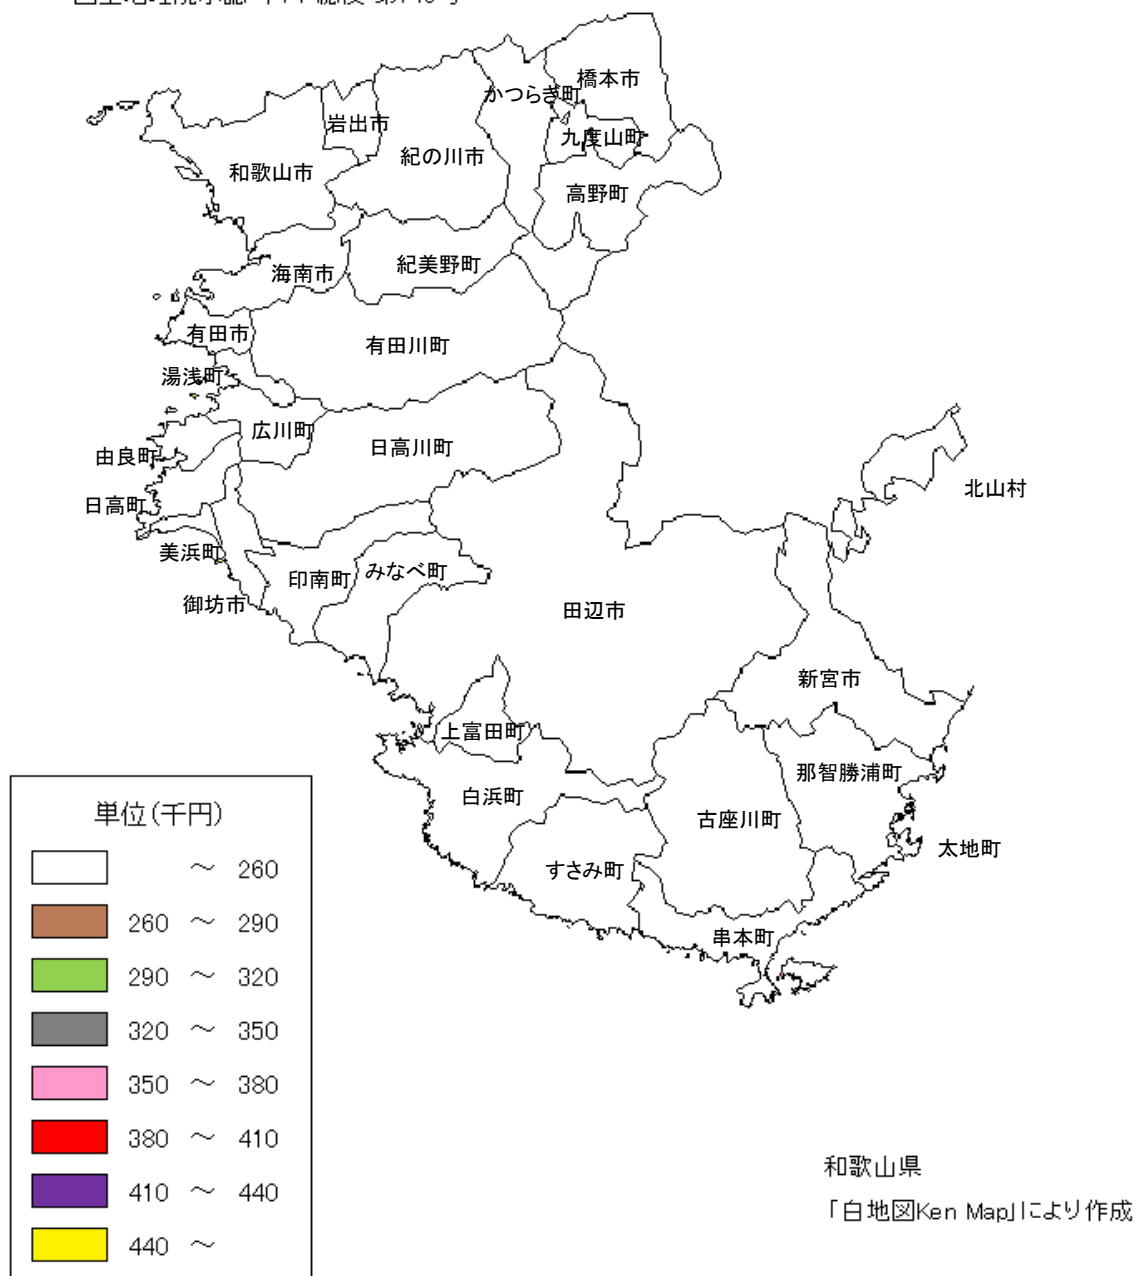 橋本市
かつらぎ町
岩出市
九度山町
紀の川市
和歌山市
高野町
紀美野町
海南市
有田市
有田川町
湯浅町
広川町
日高川町
由良町
北山村
日高町
美浜町
みなべ町
印南町
御坊市
田辺市
新宮市
上富田町
那智勝浦町
白浜町
古座川町
太地町
すさみ町
串本町
単位(千円)
～ 260
260 ～ 290
290 ～ 320
320 ～ 350
350 ～ 380
380 ～ 410
410 ～ 440
440 ～
和歌山県
「白地図Ken Map」により作成